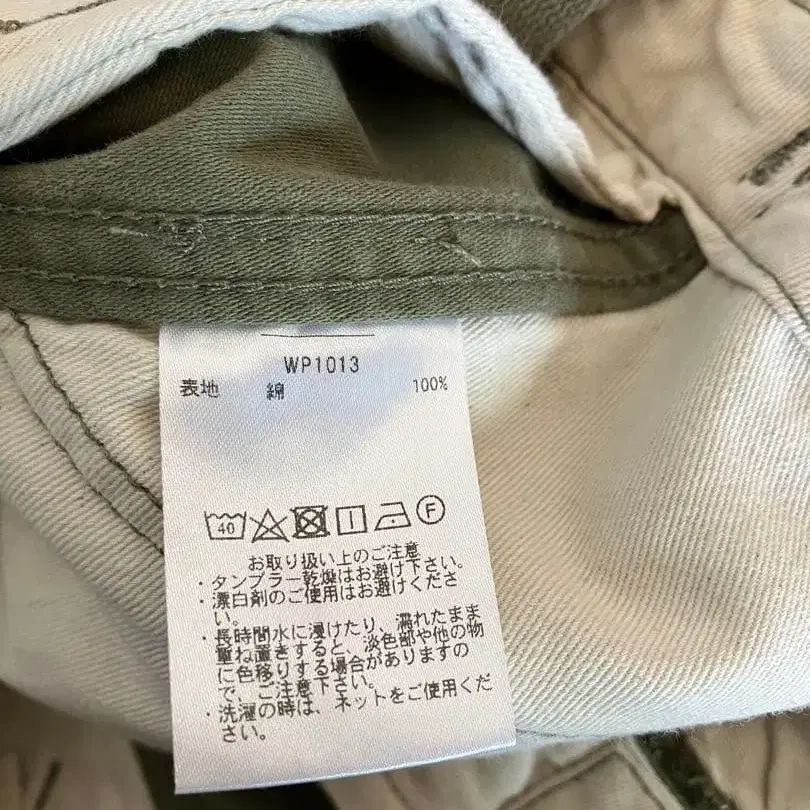 WP1013
表地 綿 100%
40 F
お取り扱い上のご注意
・タンブラー乾燥はお避け下さい。
・漂白剤のご使用はお避けくださ
い。
・長時間水に浸けたり、濡れたまま
重ね置きすると、淡色部や他の物
に色移りする場合がありますの
で、ご注意下さい。
・洗濯の時は、ネットをご使用くだ
さい。